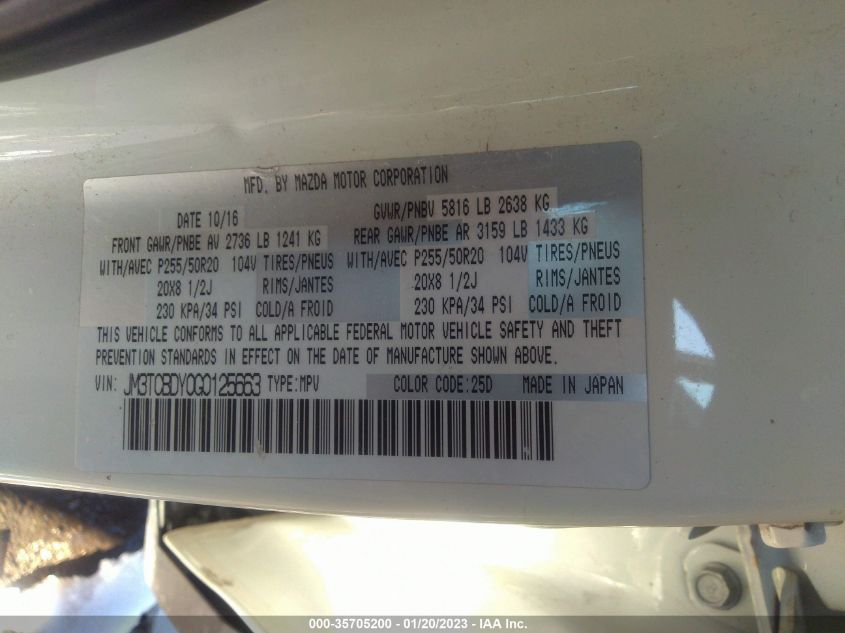 MFD. BY MAZDA MOTOR CORPORATION
DATE 10/16 GVWR/PNBV 5816 LB 2638 KG
FRONT GAWR/PNBE AV 2736 LB 1241 KG REAR GAWR/PNBE AR 3159 LB 1433 KG
WITH/AVEC P255/50R20 104V TIRES/PNEUS WITH/AVEC P255/50R20 104V TIRES/PNEUS
20X8 1/2J RIMS/JANTES 20X8 1/2J RIMS/JANTES
230 KPA/34 PSI COLD/A FROID 230 KPA/34 PSI COLD/A FROID
THIS VEHICLE CONFORMS TO ALL APPLICABLE FEDERAL MOTOR VEHICLE SAFETY AND THEFT
PREVENTION STANDARDS IN EFFECT ON THE DATE OF MANUFACTURE SHOWN ABOVE.
VIN: JM3TCBDY0G0125663 TYPE:MPV COLOR CODE:25D MADE IN JAPAN
000-35705200 - 01/20/2023 - IAA Inc.